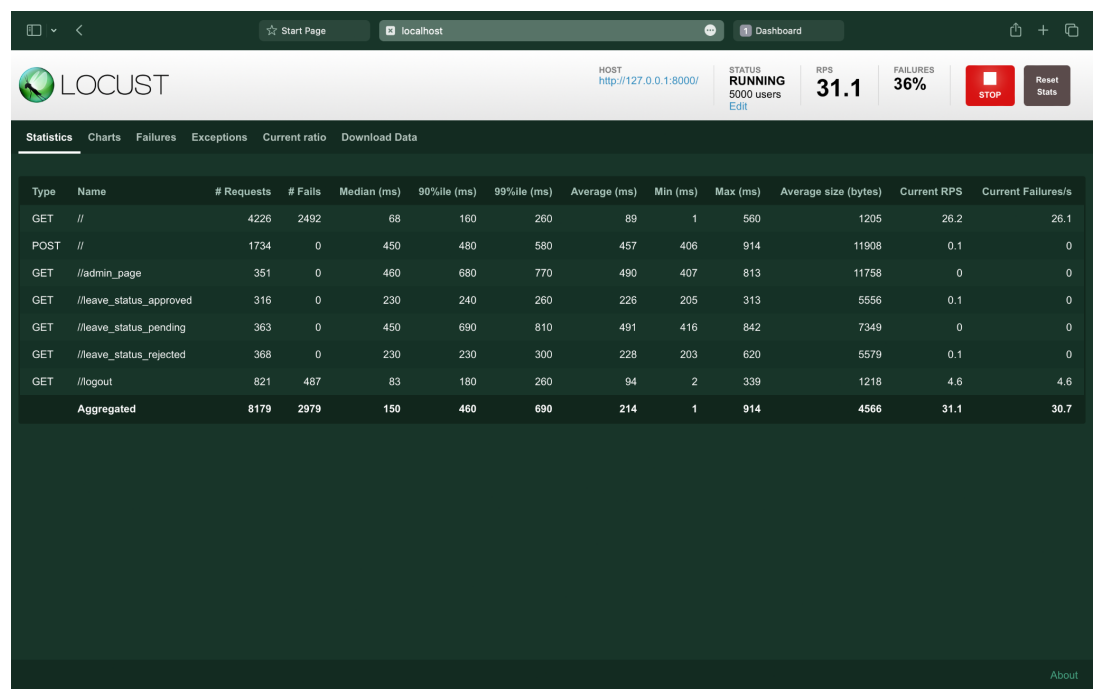 Start Page
localhost
1 Dashboard
LOCUST
HOST
http://127.0.0.1:8000/
STATUS
RUNNING
5000 users
Edit
RPS
31.1
FAILURES
36%
STOP
Reset Stats
Statistics Charts Failures Exceptions Current ratio Download Data
Type Name # Requests # Fails Median (ms) 90%ile (ms) 99%ile (ms) Average (ms) Min (ms) Max (ms) Average size (bytes) Current RPS Current Failures/s
GET // 4226 2492 68 160 260 89 1 560 1205 26.2 26.1
POST // 1734 0 450 480 580 457 406 914 11908 0.1 0
GET //admin_page 351 0 460 680 770 490 407 813 11758 0 0
GET //leave_status_approved 316 0 230 240 260 226 205 313 5556 0.1 0
GET //leave_status_pending 363 0 450 690 810 491 416 842 7349 0 0
GET //leave_status_rejected 368 0 230 230 300 228 203 620 5579 0.1 0
GET //logout 821 487 83 180 260 94 2 339 1218 4.6 4.6
Aggregated 8179 2979 150 460 690 214 1 914 4566 31.1 30.7
About